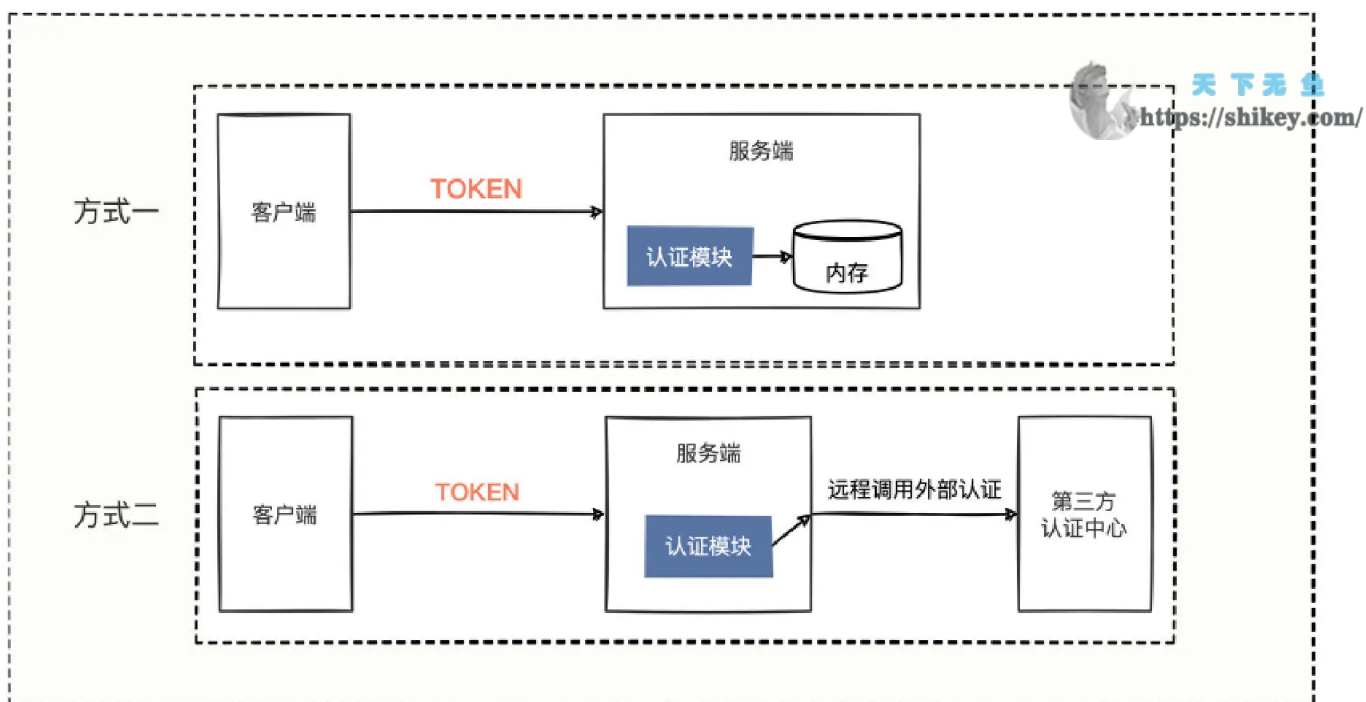 天下无鱼
https://shikey.com/
方式一
客户端
TOKEN
服务端
认证模块
内存
方式二
客户端
TOKEN
服务端
认证模块
远程调用外部认证
第三方
认证中心